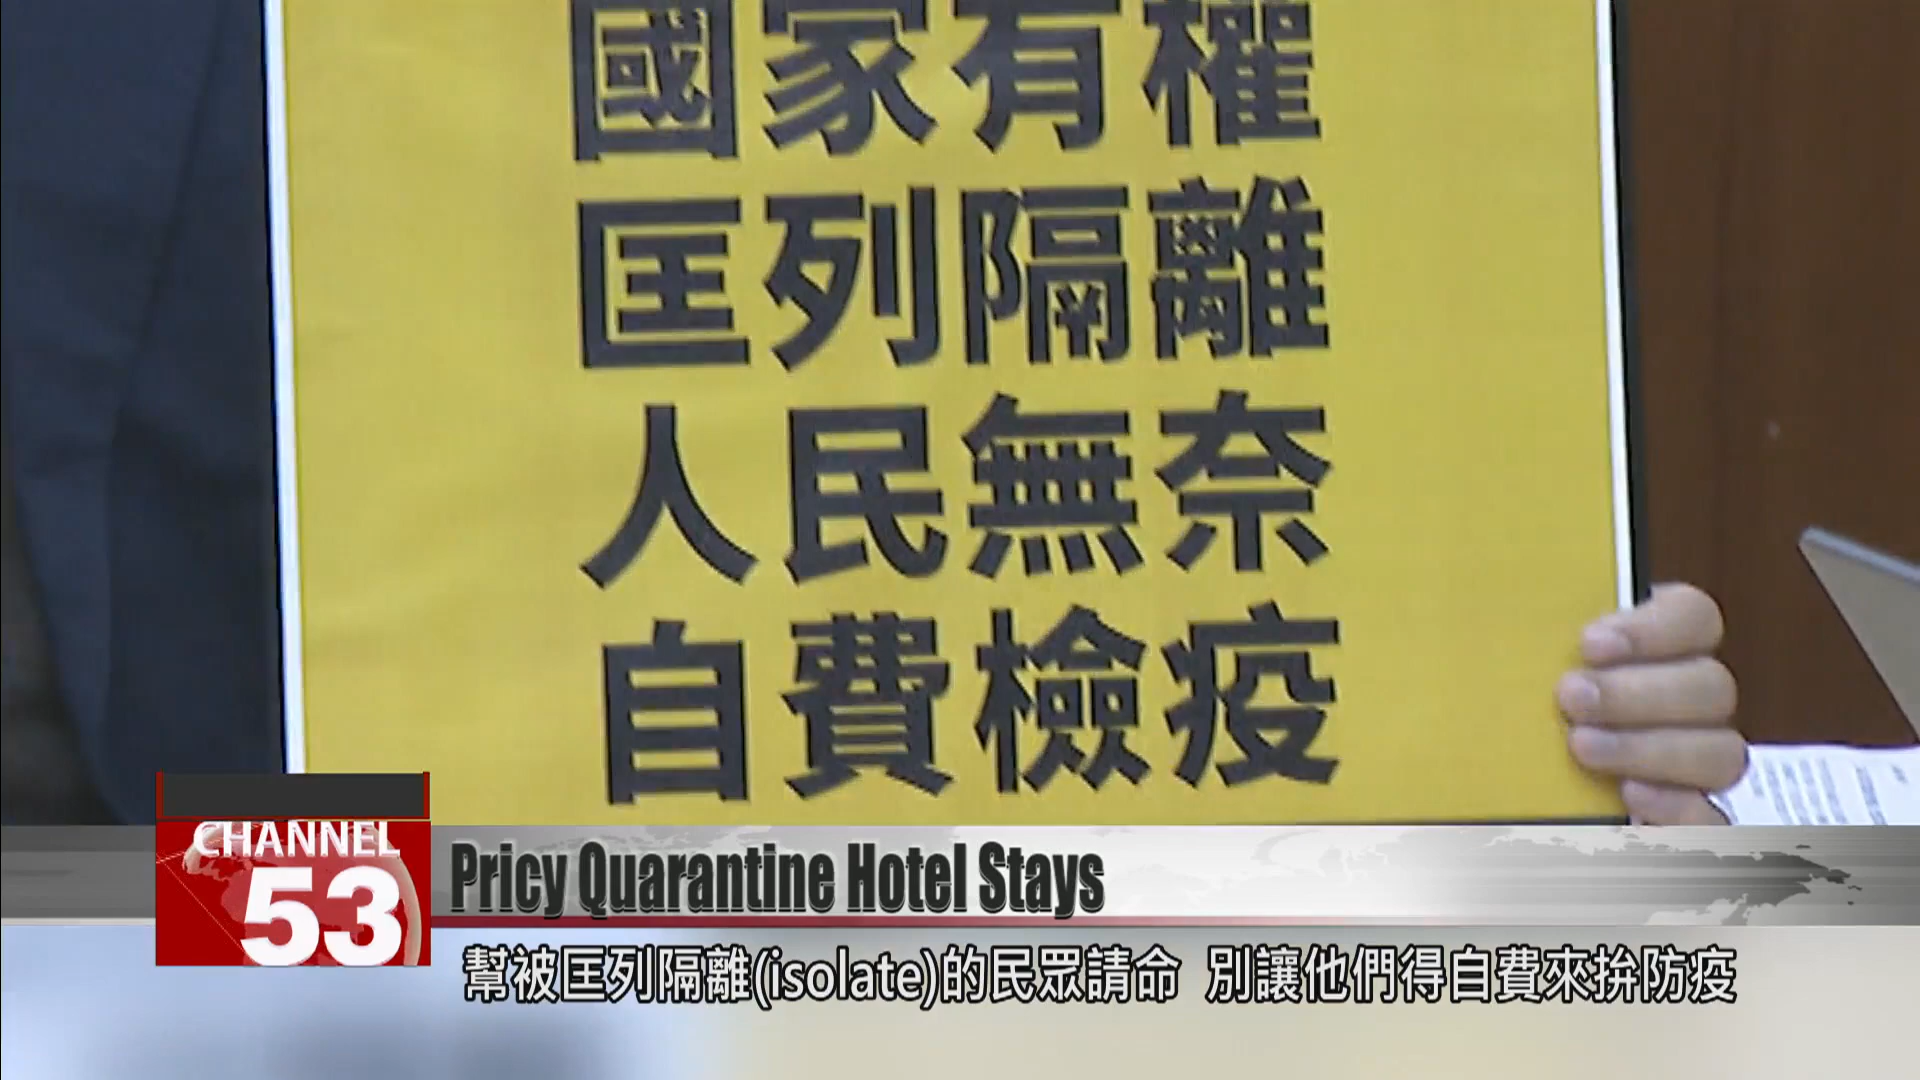 國家有權
匡列隔離
人民無奈
自費檢疫
CHANNEL
53
Pricy Quarantine Hotel Stays
幫被匡列隔離(isolate)的民眾請命 別讓他們得自費來拚防疫